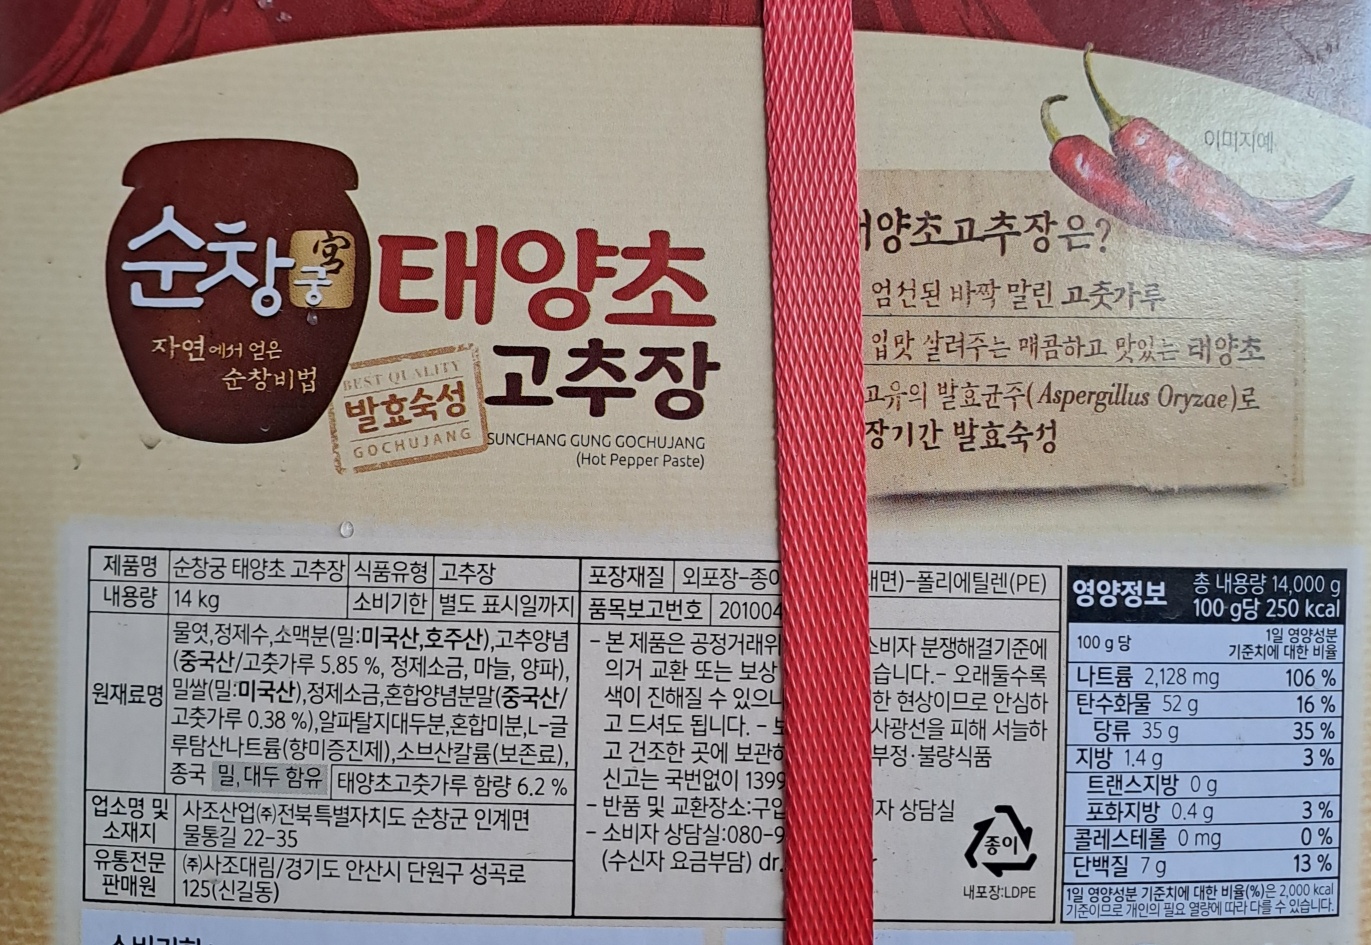 이미지예
순창궁 宮
자연에서 얻은
순창비법
태양초
고추장
BEST QUALITY
발효숙성
GOCHUJANG
SUNCHANG GUNG GOCHUJANG
(Hot Pepper Paste)
양초고추장은?
엄선된 바짝 말린 고춧가루
입맛 살려주는 매콤하고 맛있는 태양초
고유의 발효균주(Aspergillus Oryzae)로
장기간 발효숙성
제품명 순창궁 태양초 고추장 식품유형 고추장
내용량 14 kg 소비기한 별도 표시일까지
원재료명
물엿,정제수,소맥분(밀:미국산,호주산),고추양념
(중국산/고춧가루 5.85 %, 정제소금, 마늘, 양파),
밀쌀(밀:미국산),정제소금,혼합양념분말(중국산/
고춧가루 0.38 %),알파탈지대두분,혼합미분,L-글
루탐산나트륨(향미증진제),소브산칼륨(보존료),
종국 밀,대두 함유 태양초고춧가루 함량 6.2 %
업소명 및
소재지
사조산업㈜전북특별자치도 순창군 인계면
물통길 22-35
유통전문
판매원
㈜사조대림/경기도 안산시 단원구 성곡로
125(신길동)
포장재질 외포장-종이 면)-폴리에틸렌(PE)
품목보고번호 201004
- 본 제품은 공정거래위 소비자 분쟁해결기준에
의거 교환 또는 보상 습니다.- 오래둘수록
색이 진해질 수 있으나 한 현상이므로 안심하
고 드셔도 됩니다. - 사광선을 피해 서늘하
고 건조한 곳에 보관하 부정·불량식품
신고는 국번없이 1399
- 반품 및 교환장소:구입 자 상담실
- 소비자 상담실:080-9
(수신자 요금부담) dr.
종이
내포장:LDPE
영양정보 총 내용량 14,000 g
100 g당 250 kcal
100 g당 1일 영양성분
기준치에 대한 비율
나트륨 2,128 mg 106 %
탄수화물 52 g 16 %
당류 35 g 35 %
지방 1.4 g 3 %
트랜스지방 0 g
포화지방 0.4 g 3 %
콜레스테롤 0 mg 0 %
단백질 7 g 13 %
1일 영양성분 기준치에 대한 비율(%)은 2,000 kcal
기준이므로 개인의 필요 열량에 따라 다를 수 있습니다.